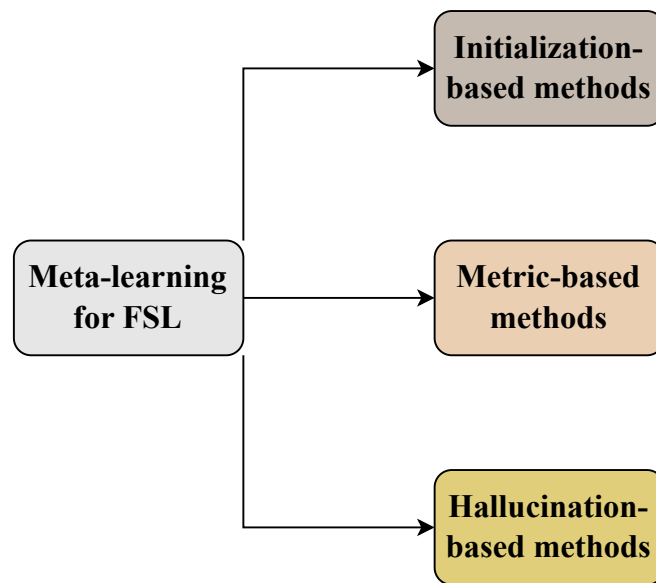 Initialization-
based methods
Meta-learning
for FSL
Metric-based
methods
Hallucination-
based methods